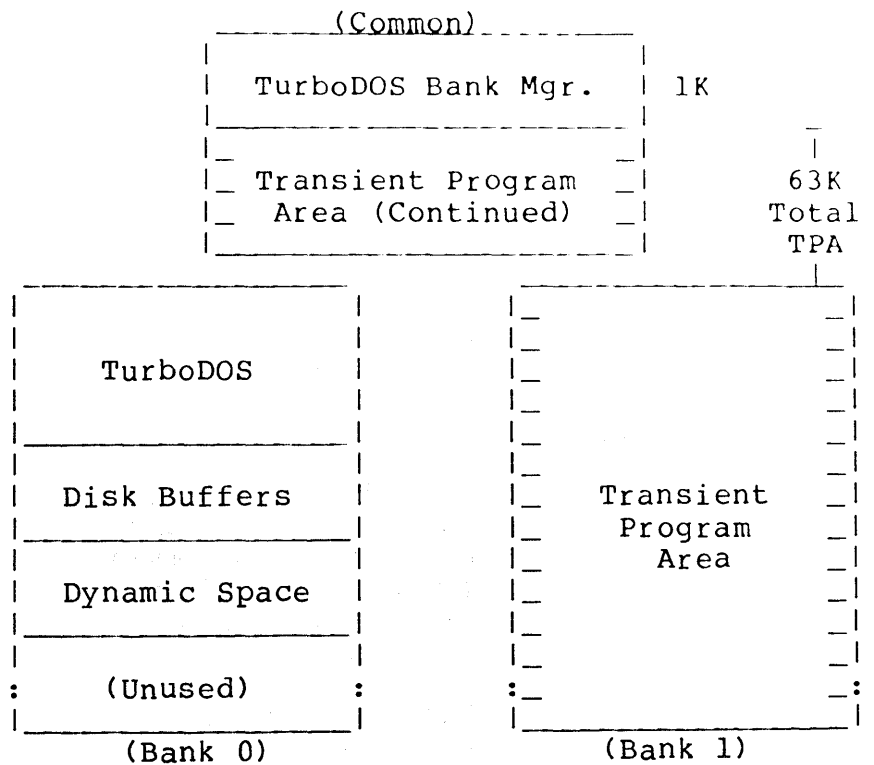 (Common)
TurboDOS Bank Mgr.
1K
Transient Program
Area (Continued)
63K
Total
TPA
TurboDOS
Disk Buffers
Dynamic Space
(Unused)
(Bank 0)
Transient
Program
Area
(Bank 1)